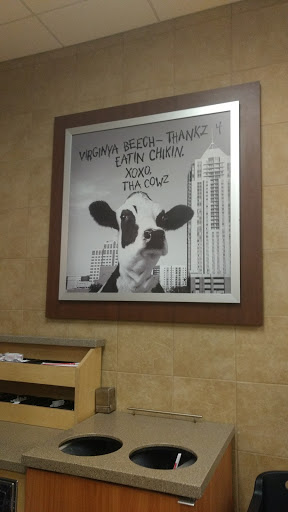 VIRGINYA BEECH- THANKZ 4
EATIN CHIKIN.
XOXO,
THA COWZ